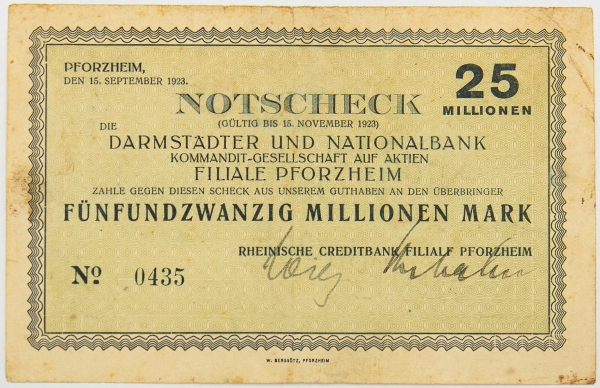 PFORZHEIM,
DEN 15. SEPTEMBER 1923.
25
MILLIONEN
NOTSCHECK
(GÜLTIG BIS 15. NOVEMBER 1923)
DIE
DARMSTÄDTER UND NATIONALBANK
KOMMANDIT-GESELLSCHAFT AUF AKTIEN
FILIALE PFORZHEIM
ZAHLE GEGEN DIESEN SCHECK AUS UNSEREM GUTHABEN AN DEN ÜBERBRINGER
FÜNFUNDZWANZIG MILLIONEN MARK
RHEINISCHE CREDITBANK FILIALE PFORZHEIM
No 0435
W. BERGGÖTZ, PFORZHEIM